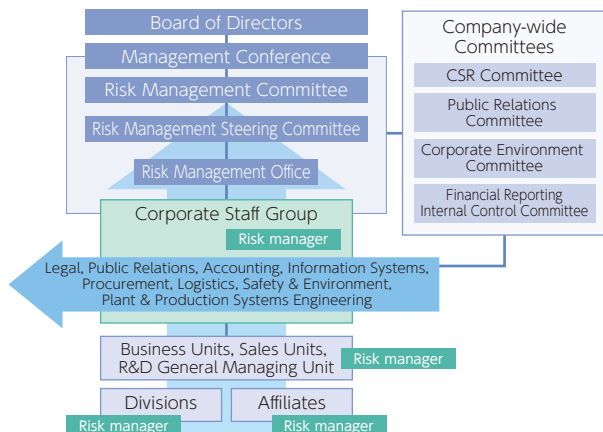 Board of Directors
Management Conference
Risk Management Committee
Risk Management Steering Committee
Risk Management Office
Company-wide
Committees
CSR Committee
Public Relations
Committee
Corporate Environment
Committee
Financial Reporting
Internal Control Committee
Corporate Staff Group
Risk manager
Legal, Public Relations, Accounting, Information Systems,
Procurement, Logistics, Safety & Environment,
Plant & Production Systems Engineering
Business Units, Sales Units,
R&D General Managing Unit
Risk manager
Divisions
Affiliates
Risk manager
Risk manager